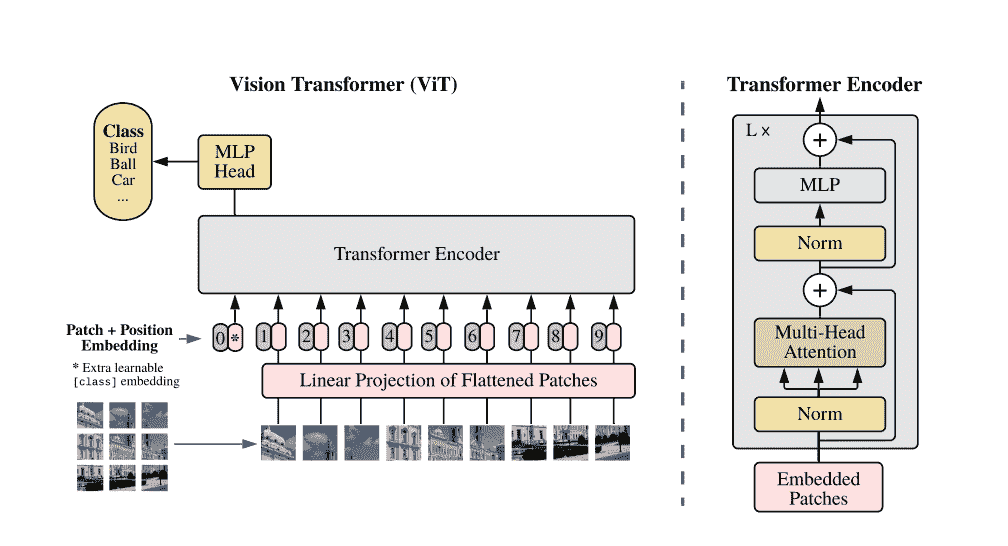 Vision Transformer (ViT)
Class
Bird
Ball
Car
...
MLP
Head
Transformer Encoder
Patch + Position
Embedding
* Extra learnable
[class] embedding
0 * 1 2 3 4 5 6 7 8 9
Linear Projection of Flattened Patches
Transformer Encoder
L ×
+
MLP
Norm
+
Multi-Head
Attention
Norm
Embedded
Patches